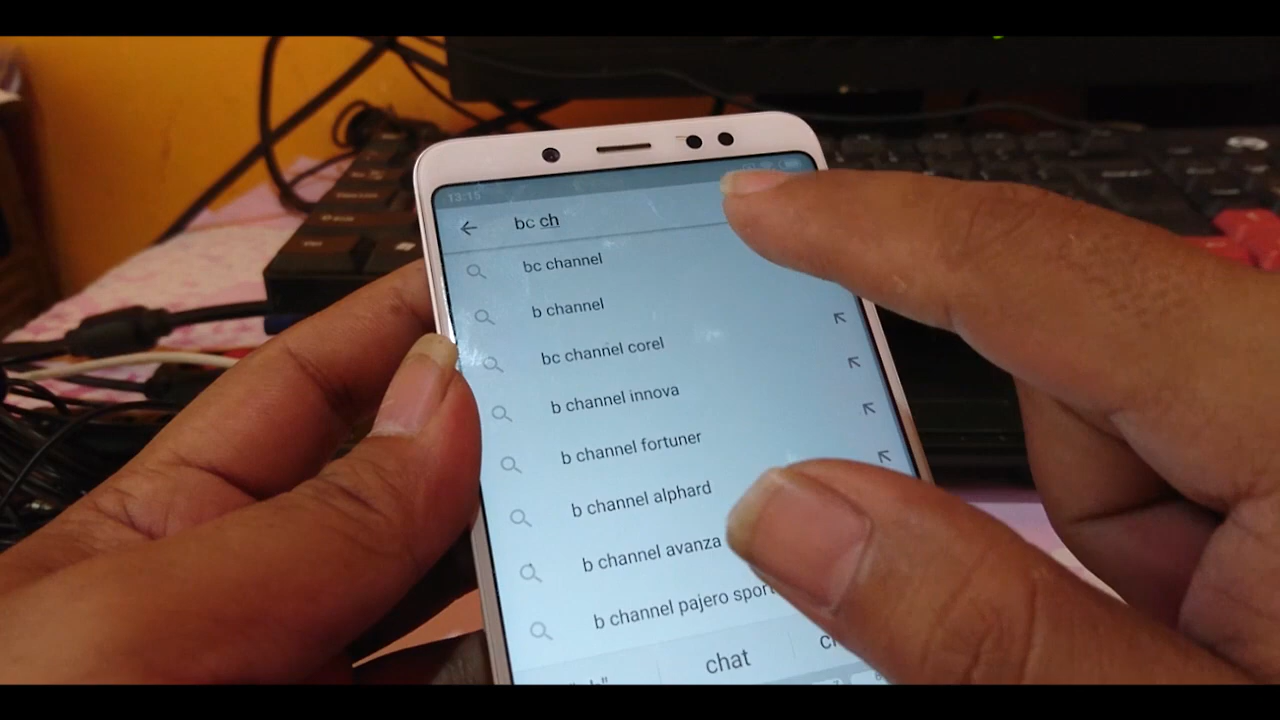 13:15
bc ch
bc channel
b channel
bc channel corel
b channel innova
b channel fortuner
b channel alphard
b channel avanza
b channel pajero sport
chat